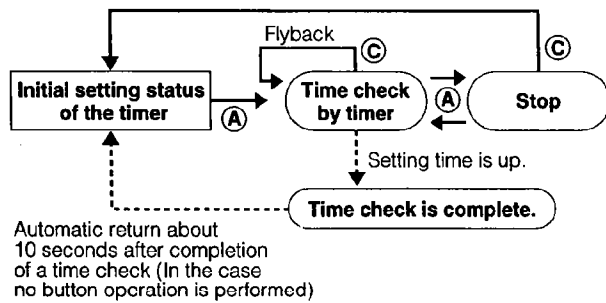 Flyback
Ⓒ
Ⓒ
Initial setting status
of the timer
Ⓐ
Time check
by timer
Ⓐ
Stop
Setting time is up.
Time check is complete.
Automatic return about
10 seconds after completion
of a time check (In the case
no button operation is performed)